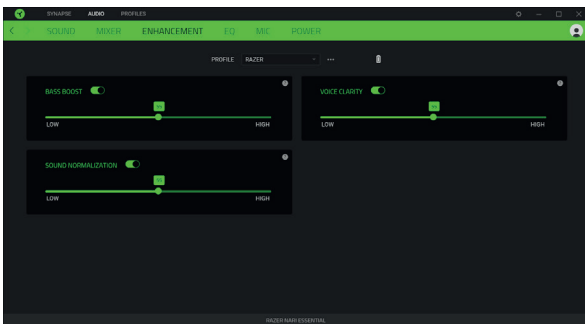 SYNAPSE AUDIO PROFILES
SOUND MIXER ENHANCEMENT EQ MIC POWER
PROFILE RAZER
BASS BOOST
LOW HIGH
VOICE CLARITY
LOW HIGH
SOUND NORMALIZATION
LOW HIGH
RAZER NARI ESSENTIAL